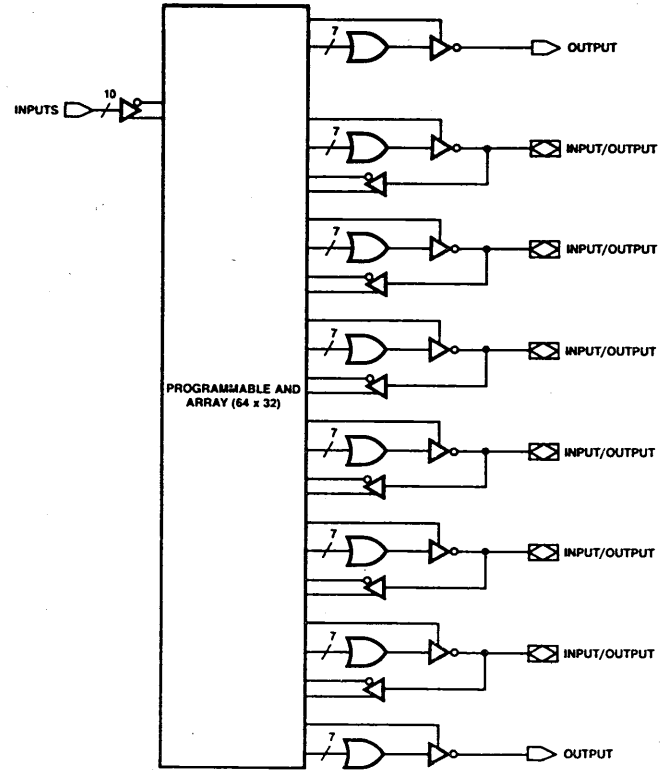 7
OUTPUT
10
INPUTS
7
INPUT/OUTPUT
7
INPUT/OUTPUT
7
INPUT/OUTPUT
PROGRAMMABLE AND
ARRAY (64 x 32)
7
INPUT/OUTPUT
7
INPUT/OUTPUT
7
INPUT/OUTPUT
7
OUTPUT